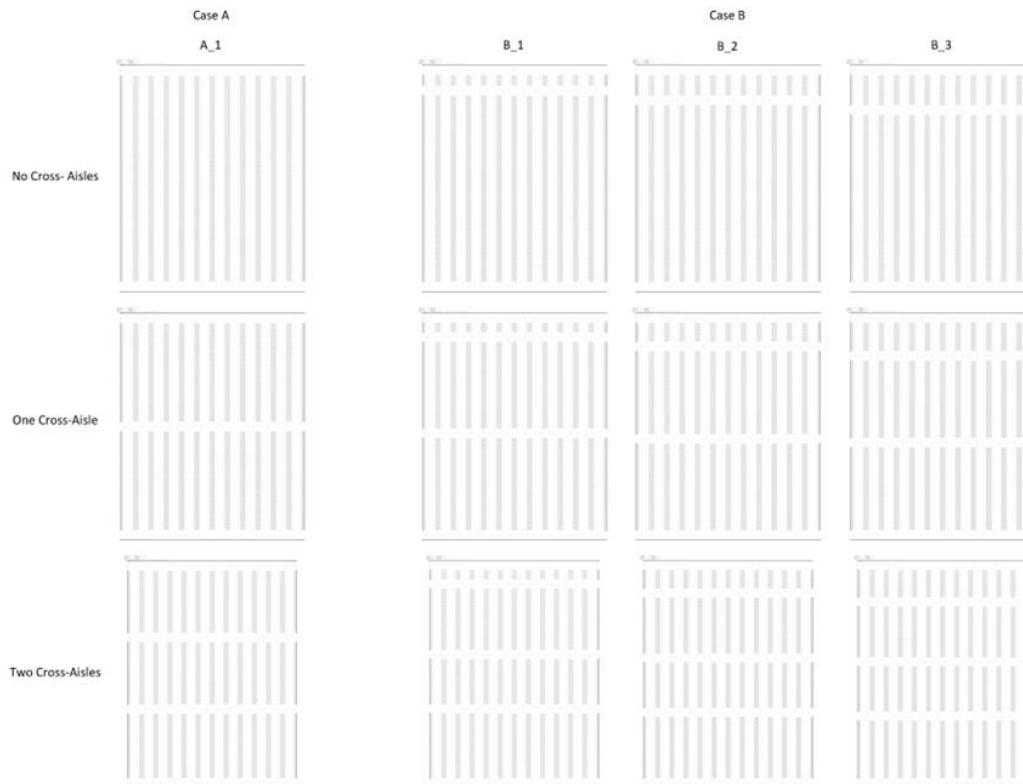 Case A Case B
A_1 B_1 B_2 B_3
No Cross- Aisles
One Cross-Aisle
Two Cross-Aisles